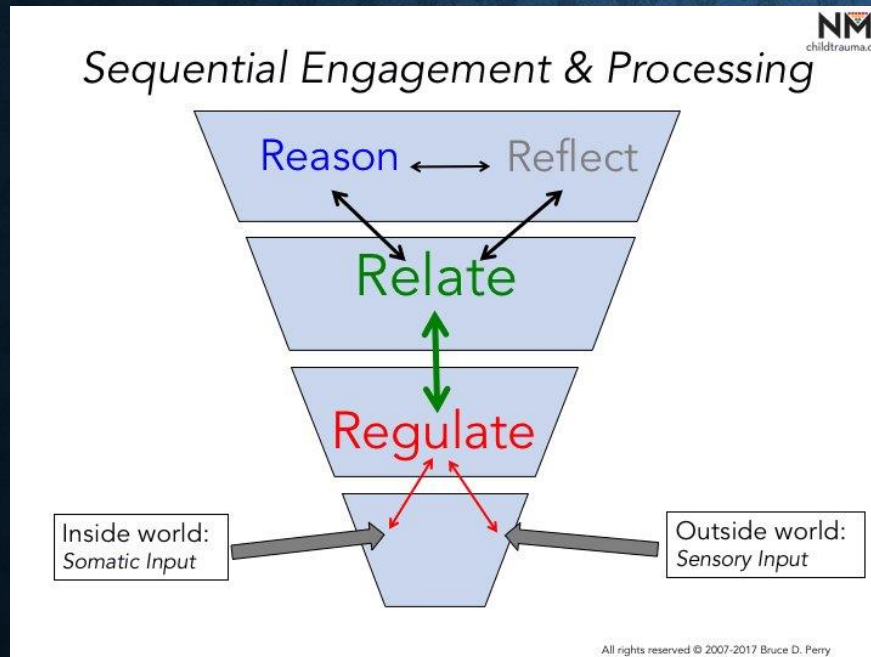 NM
childtrauma.o
Sequential Engagement & Processing
Reason
Reflect
Relate
Regulate
Inside world:
Somatic Input
Outside world:
Sensory Input
All rights reserved © 2007-2017 Bruce D. Perry